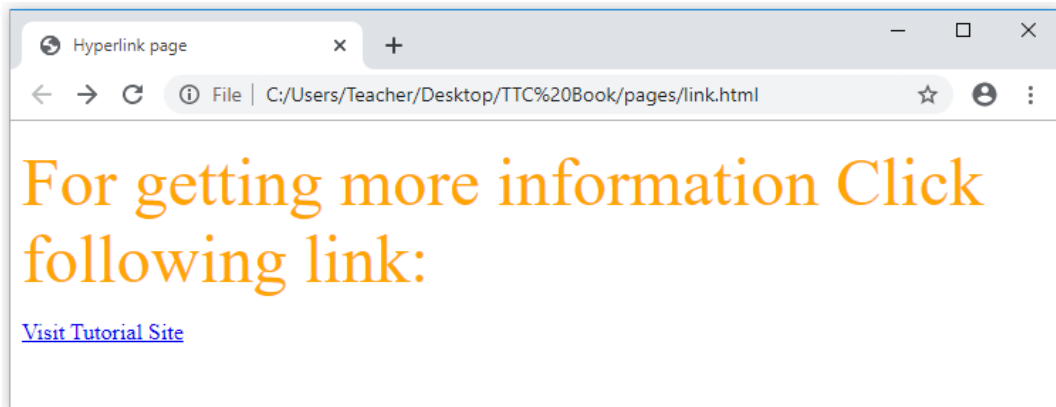 Hyperlink page
File | C:/Users/Teacher/Desktop/TTC%20Book/pages/link.html
For getting more information Click
following link:
Visit Tutorial Site